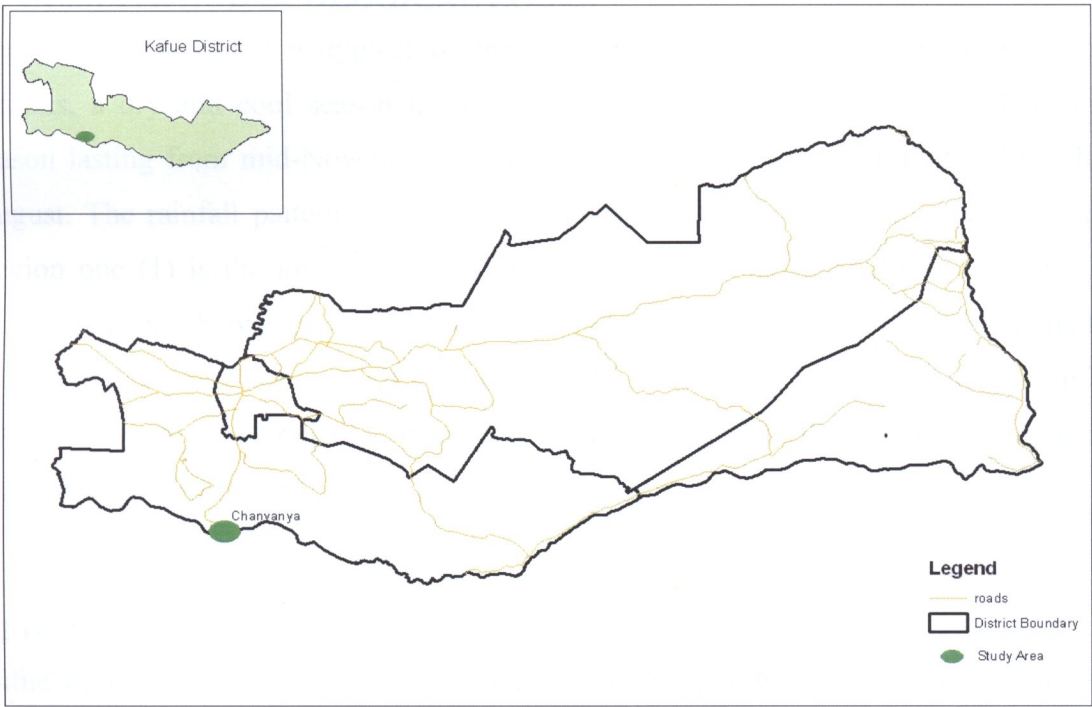 Kafue District
Chanyanya
Legend
roads
District Boundary
Study Area